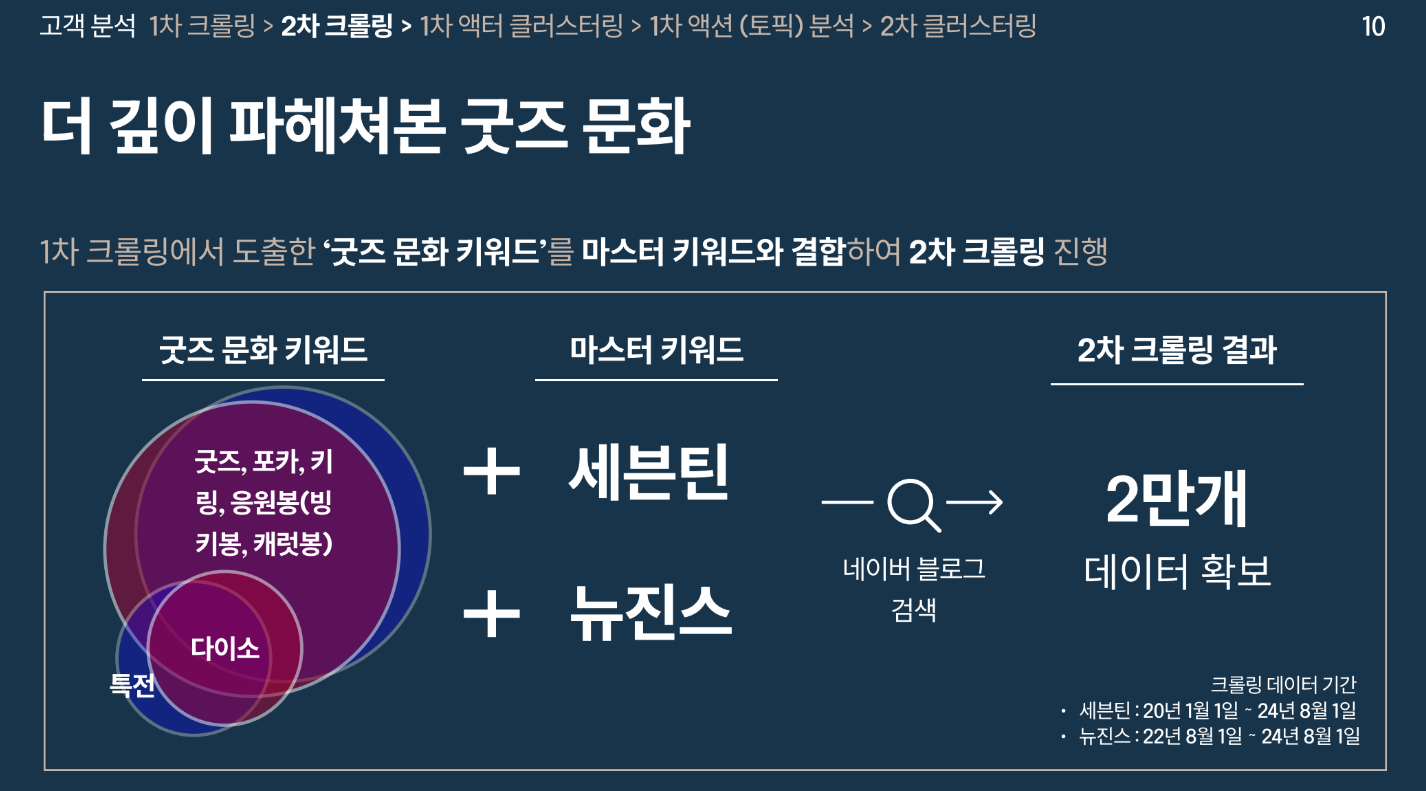 고객 분석 1차 크롤링 > 2차 크롤링 > 1차 액터 클러스터링 > 1차 액션 (토픽) 분석 > 2차 클러스터링
10
더 깊이 파헤쳐본 굿즈 문화
1차 크롤링에서 도출한 ‘굿즈 문화 키워드’를 마스터 키워드와 결합하여 2차 크롤링 진행
굿즈 문화 키워드
굿즈, 포카, 키
링, 응원봉(빙
키봉, 캐럿봉)
다이소
특전
마스터 키워드
+ 세븐틴
+ 뉴진스
네이버 블로그
검색
2차 크롤링 결과
2만개
데이터 확보
크롤링 데이터 기간
• 세븐틴 : 20년 1월 1일 ~ 24년 8월 1일
• 뉴진스 : 22년 8월 1일 ~ 24년 8월 1일